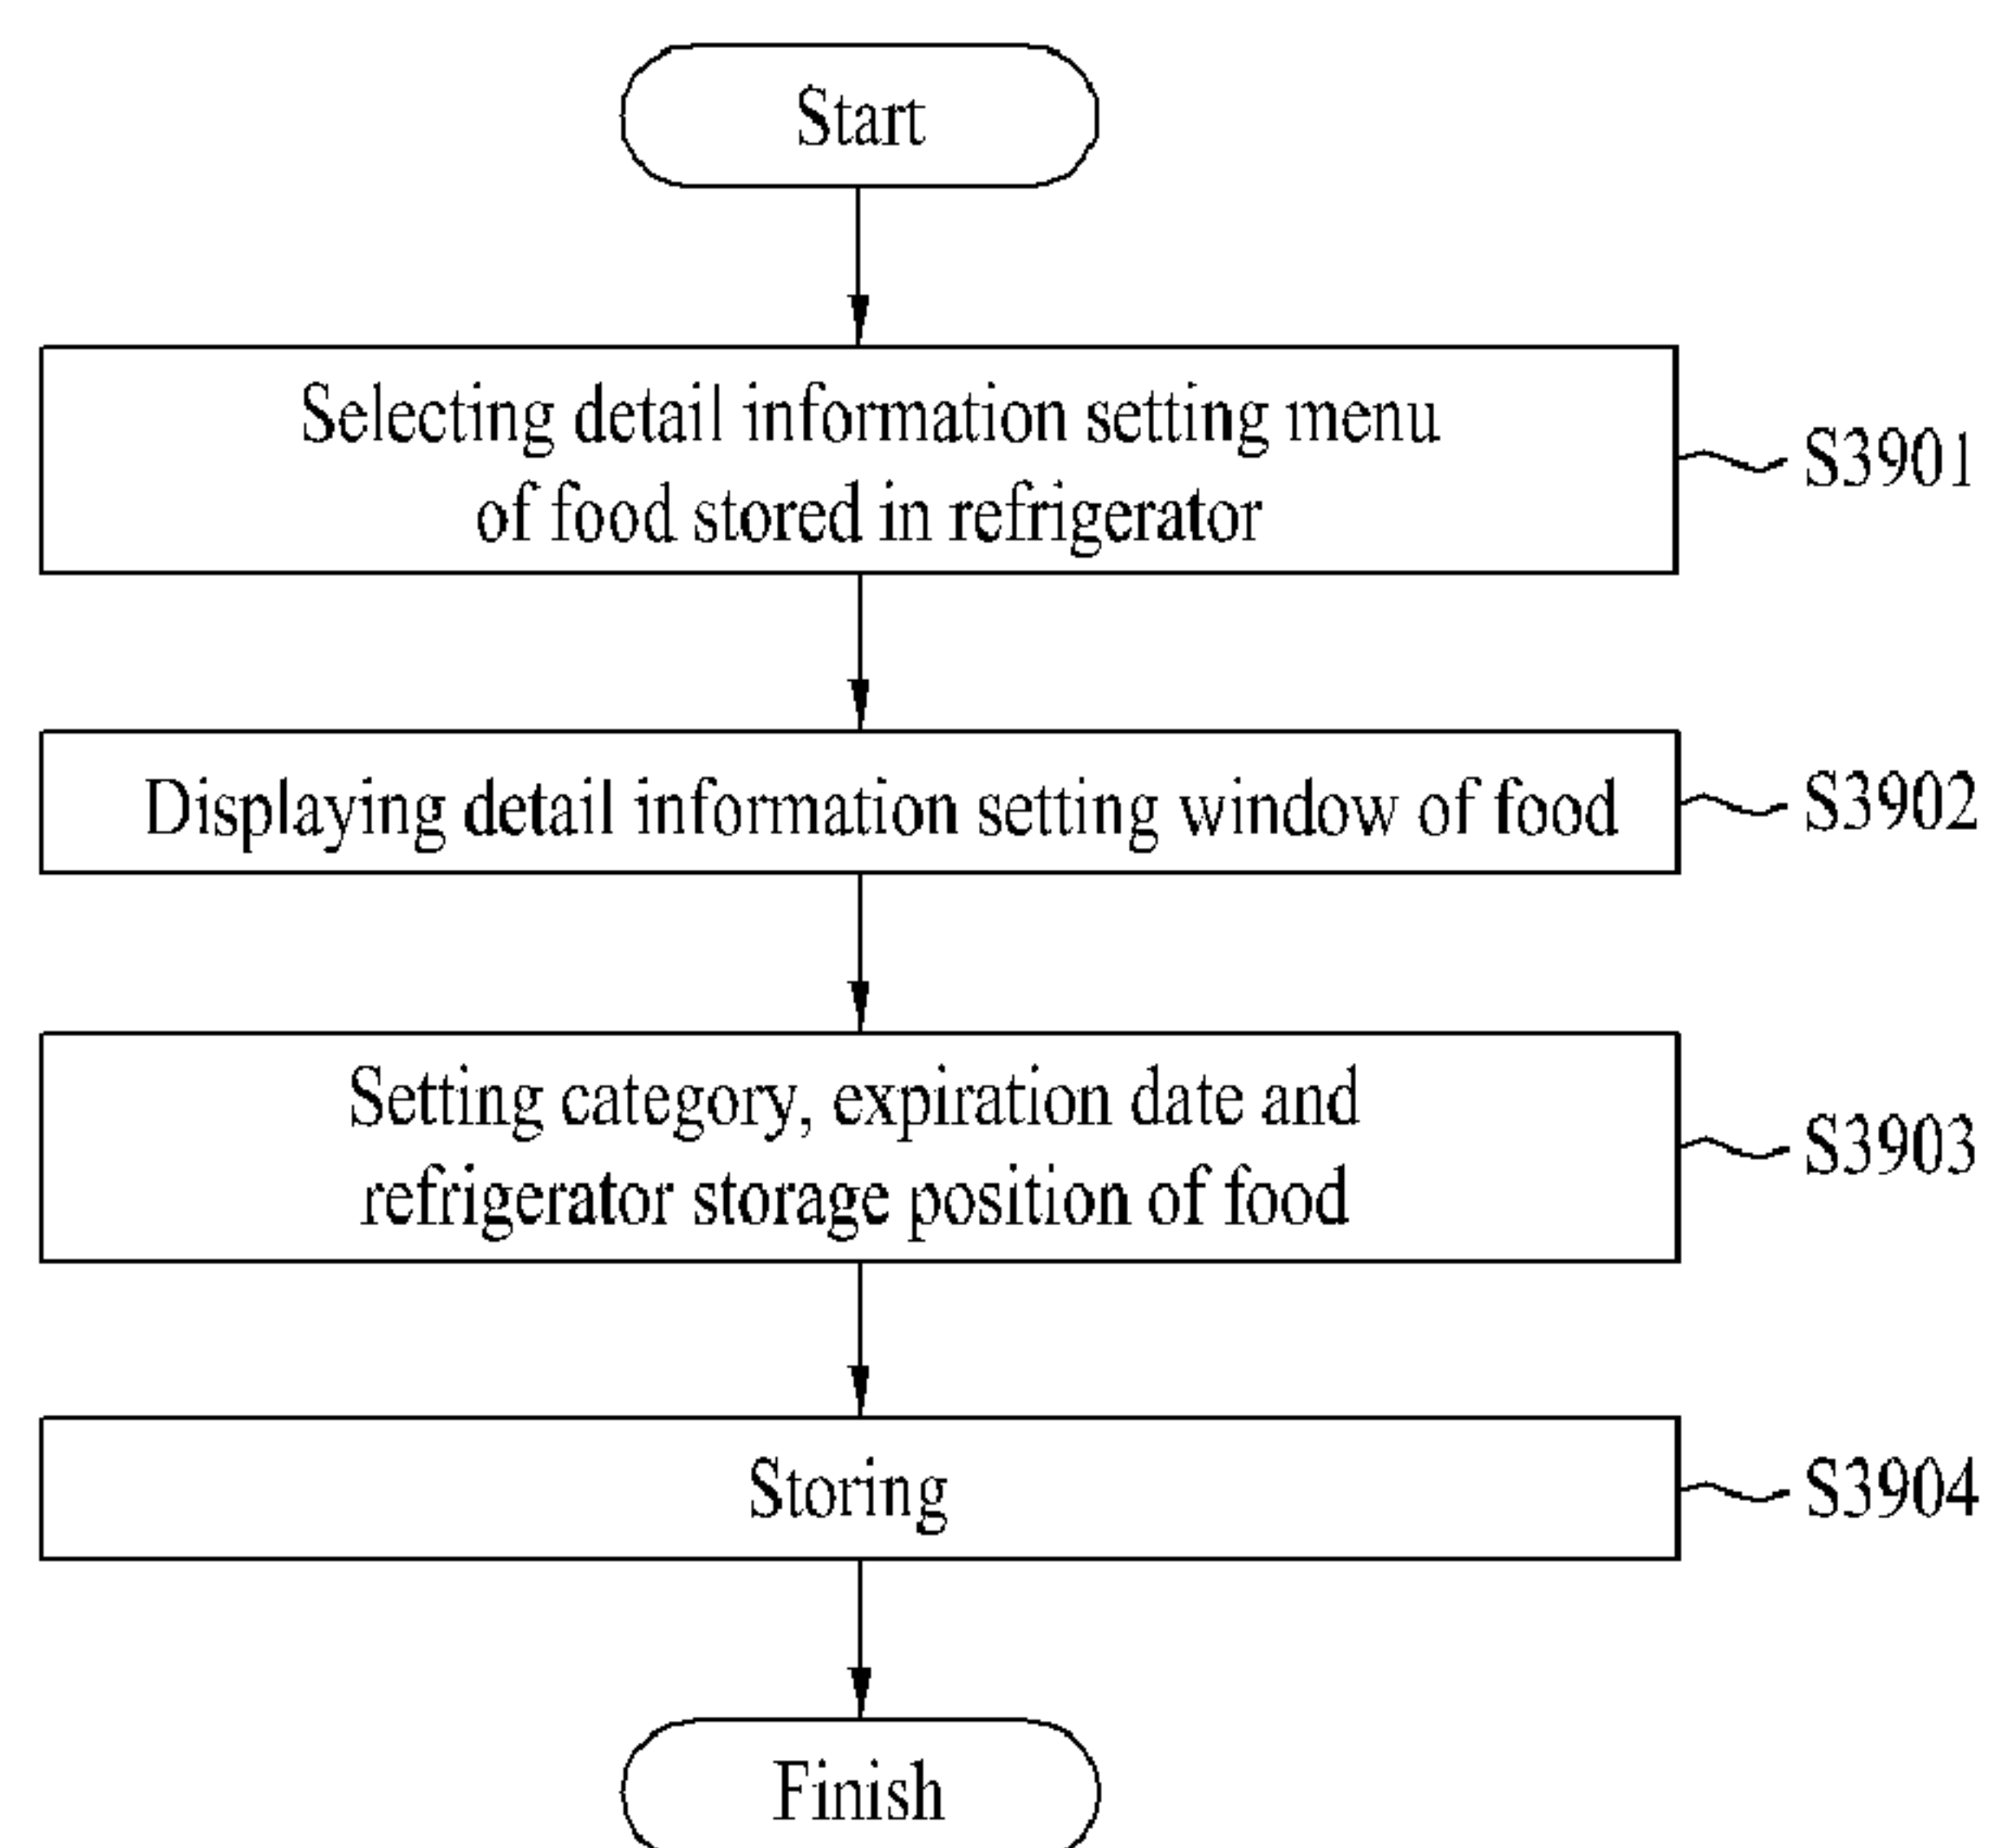 Start
Selecting detail information setting menu
of food stored in refrigerator
S3901
Displaying detail information setting window of food
S3902
Setting category, expiration date and
refrigerator storage position of food
S3903
Storing
S3904
Finish